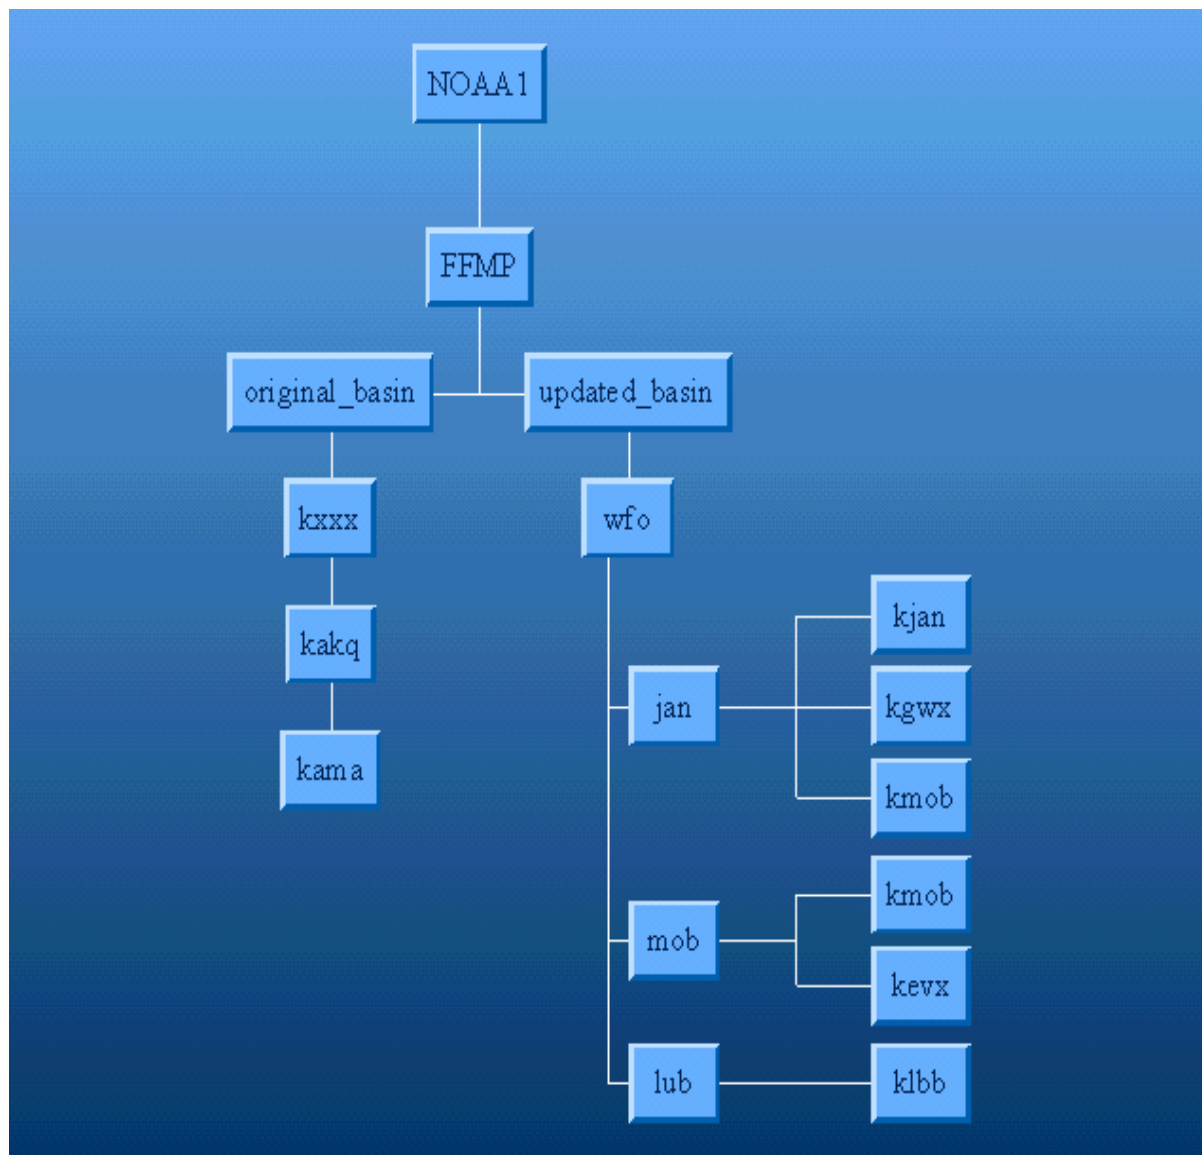 NOAA1
FFMP
original_basin
updated_basin
kxxx
wfo
kakq
kjan
jan
kgwx
kama
kmob
kmob
mob
kevx
lub
klbb